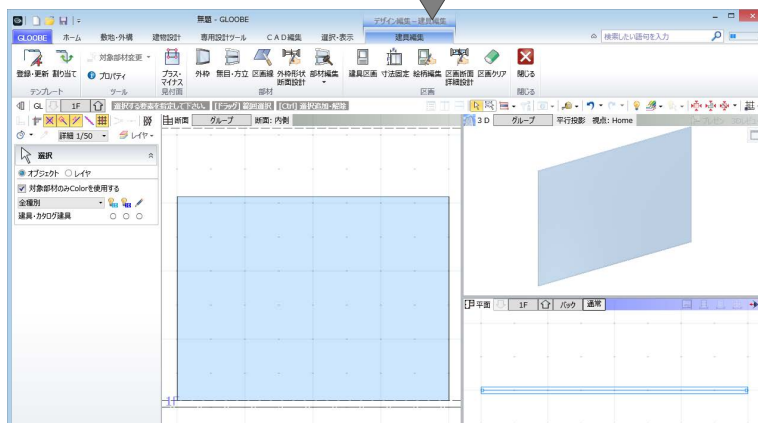 無題 - GLOOBE
デザイン編集 - 建具編集
GLOOBE ホーム 敷地・外構 建物設計 専用設計ツール CAD編集 選択・表示 建具編集 検索したい語句を入力
登録・更新 割り当て 対象部材変更
プロパティ
プラス・マイナス 外枠 無目・方立 区画線 外枠形状断面設計 部材編集 建具区画 寸法固定 絵柄編集 区画断面詳細設計 区画クリア 閉じる
テンプレート ツール 見付面 部材 区画 閉じる
GL 1F 選択する要素を指定して下さい。 [ドラッグ] 範囲選択 [Ctrl] 選択追加・解除
断面 グループ 断面: 内側
3D グループ 平行投影 視点: Home
詳細 1/50 レイヤ
選択
オブジェクト レイヤ
対象部材のみColorを使用する
全種別
建具・カタログ建具
平面 1F バック 通常
1F